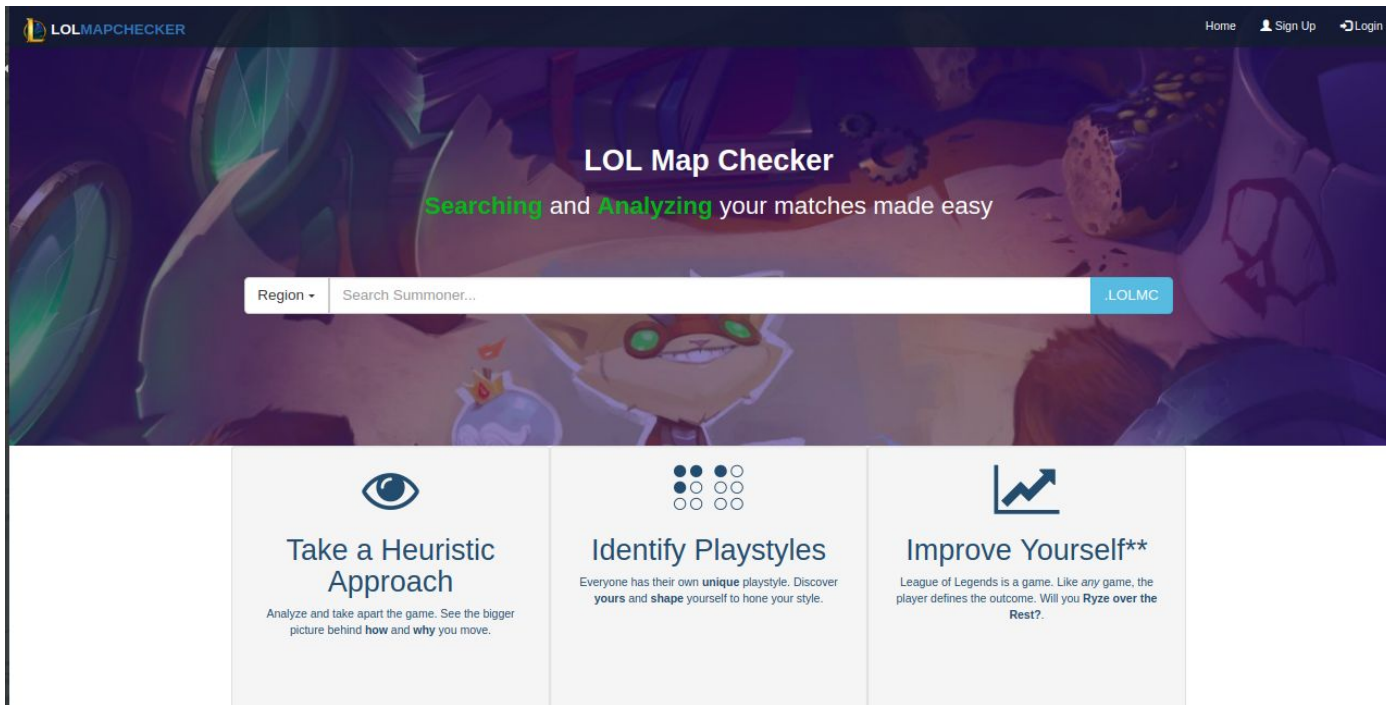 LOLMAPCHECKER
Home Sign Up Login
LOL Map Checker
Searching and Analyzing your matches made easy
Region Search Summoner... .LOLMC
Take a Heuristic
Approach
Analyze and take apart the game. See the bigger
picture behind how and why you move.
Identify Playstyles
Everyone has their own unique playstyle. Discover
yours and shape yourself to hone your style.
Improve Yourself**
League of Legends is a game. Like any game, the
player defines the outcome. Will you Ryze over the
Rest?.